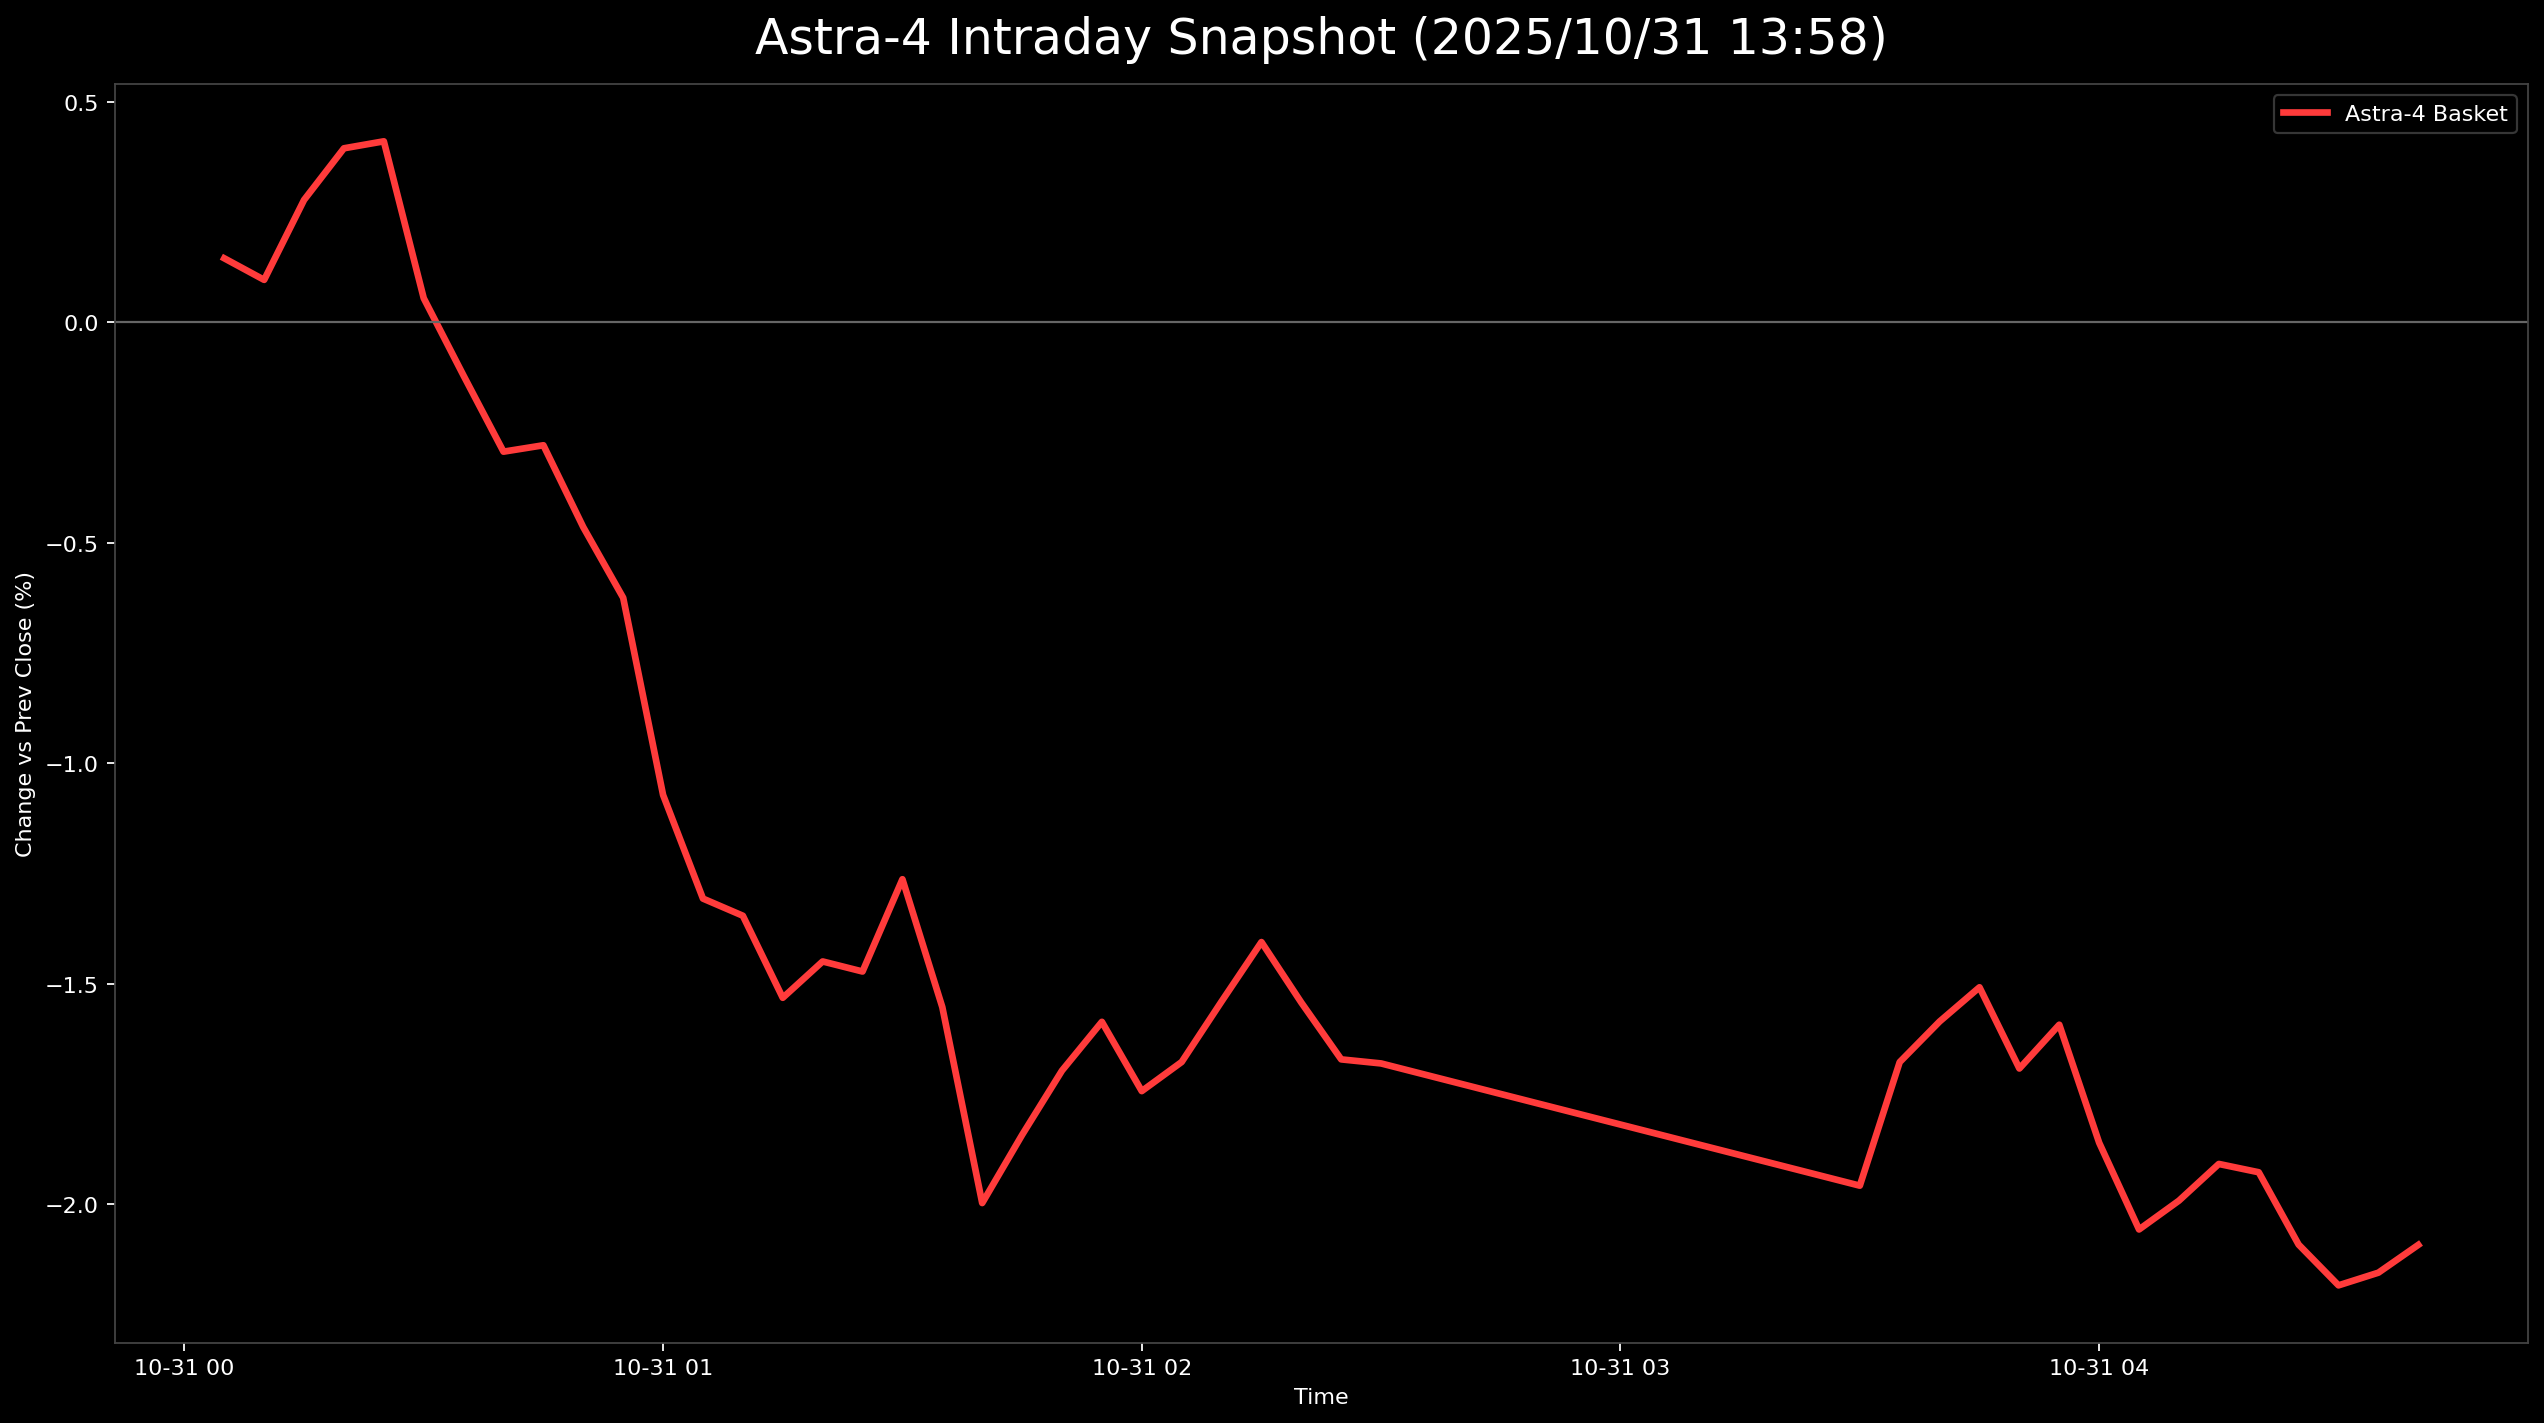 Astra-4 Intraday Snapshot (2025/10/31 13:58)
Astra-4 Basket
Change vs Prev Close (%)
0.5
0.0
−0.5
−1.0
−1.5
−2.0
10-31 00 10-31 01 10-31 02 10-31 03 10-31 04
Time